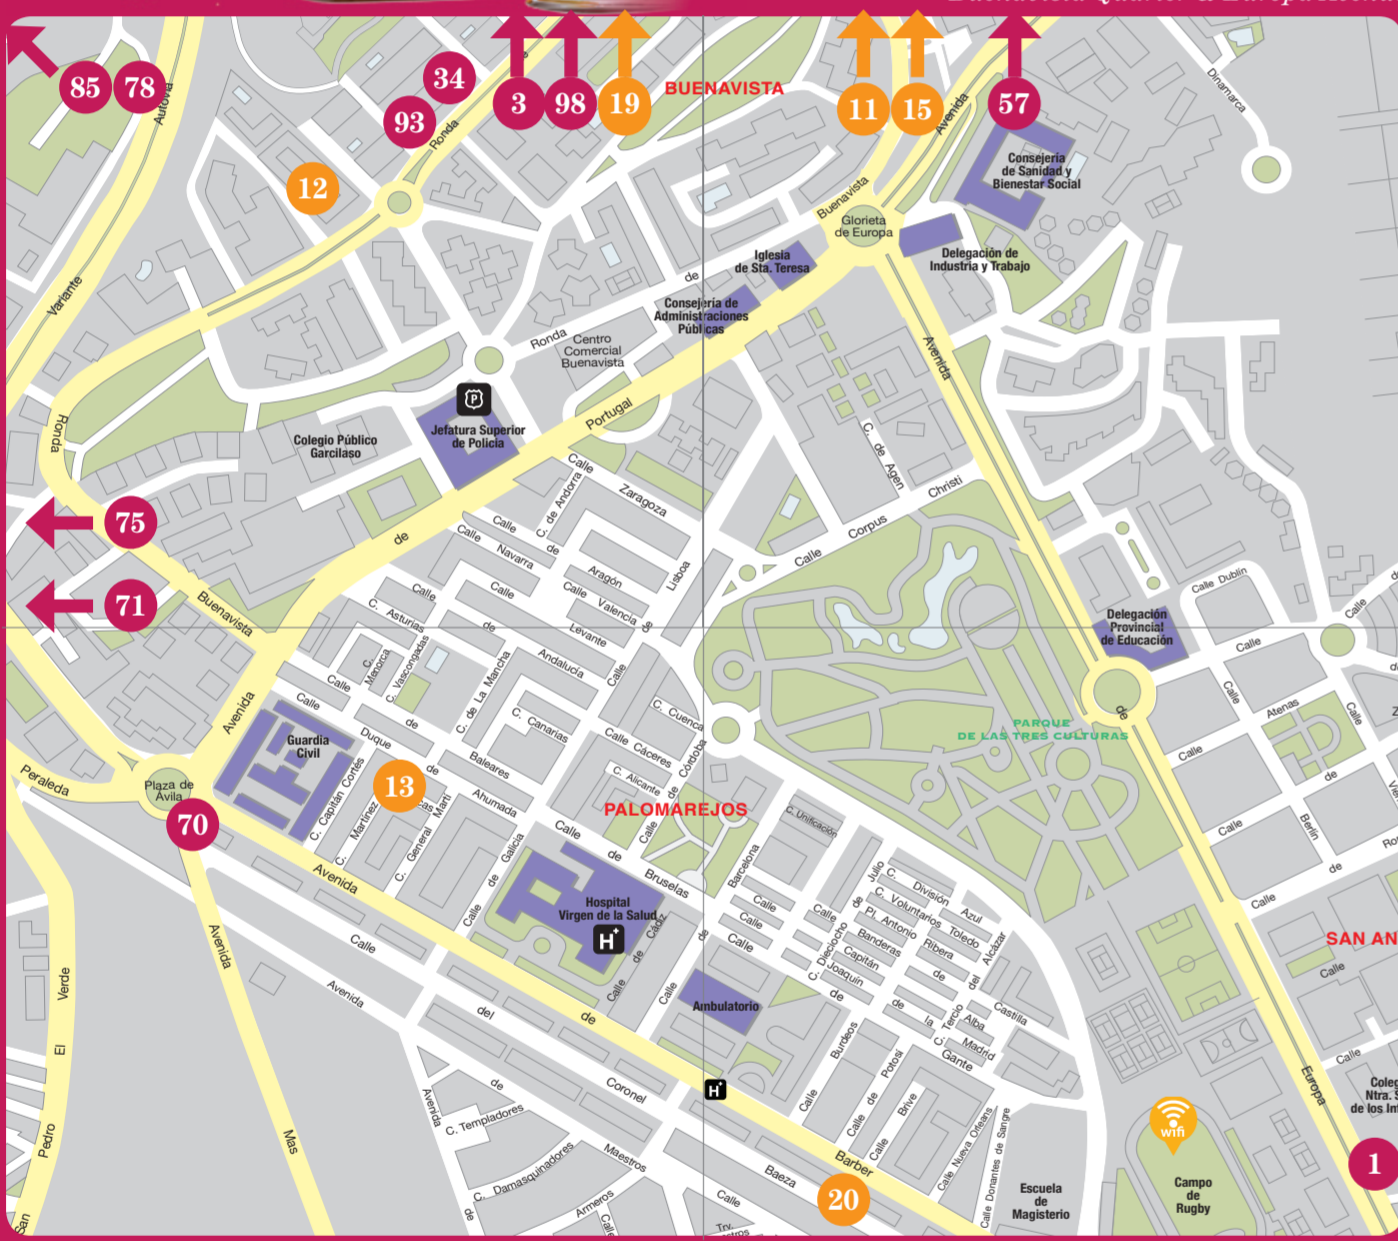 85
78
34
93
12
3
98
19
BUENAVISTA
11
15
57
Avenida
Dinamarca
Autovía
Ronda
Consejería
de Sanidad y
Bienestar Social
Buenavista
Glorieta
de Europa
Delegación de
Industria y Trabajo
Iglesia
de Sta. Teresa
de
Consejería de
Administraciones
Públicas
Variante
Ronda
Centro
Comercial
Buenavista
Avenida
Portugal
P
Jefatura Superior
de Policía
Colegio Público
Garcilaso
Ronda
C. de Agen
Christi
Corpus
Calle
Calle
Zaragoza
C. de Andorra
75
de
Calle
de
Aragón
Calle
Navarra
Calle
Valencia
Lisboa
de
Calle
71
Buenavista
Calle
C. Asturias
Calle
de
Levante
Andalucía
C. Menorca
C. Vascongadas
C. de La Mancha
C. Canarias
C. Cuenca
Calle Cáceres
C. Alicante
Córdoba
de
Calle
Calle Dublín
Calle
Delegación
Provincial
de Educación
Calle
Calle
Atenas
Calle
de
Calle
Berlín
Calle
de
Calle
de
PARQUE
DE LAS TRES CULTURAS
Avenida
Calle
de
Baleares
Calle
Duque
de
Ahumada
Guardia
Civil
Peraleda
Plaza de
Ávila
70
13
C. Capitán Cortés
C. Martínez
C. General Martí
PALOMAREJOS
Calle
de
Bruselas
Galicia
de
Calle
Avenida
Hospital
Virgen de la Salud
H
Calle de Cádiz
Barcelona
de
Calle
C. Unificación
Calle
Calle
Calle
Calle
de
C. Dieciocho de Julio
C. División Azul
C. Voluntarios Toledo
Pl. Antonio Ribera
Banderas de Castilla
Capitán
Joaquín
de
la
Alba
Madrid
Gante
C. Tercio del Alcázar
Ambulatorio
SAN AN
Calle
Calle
Avenida
Calle
Avenida
del
de
Coronel
H
Verde
El
Pedro
San
Mas
Avenida
de
C. Templadores
Maestros
C. Damasquinadores
Armeros
Calle
de
Baeza
Calle
Trv.
Barber
20
Calle
Burdeos
Calle de Potosí
Calle Brive
Calle Nueva Orleans
Calle Donantes de Sangre
Escuela
de
Magisterio
wifi
Campo
de
Rugby
Europa
Coleg
Ntra. S
de los Inf
1